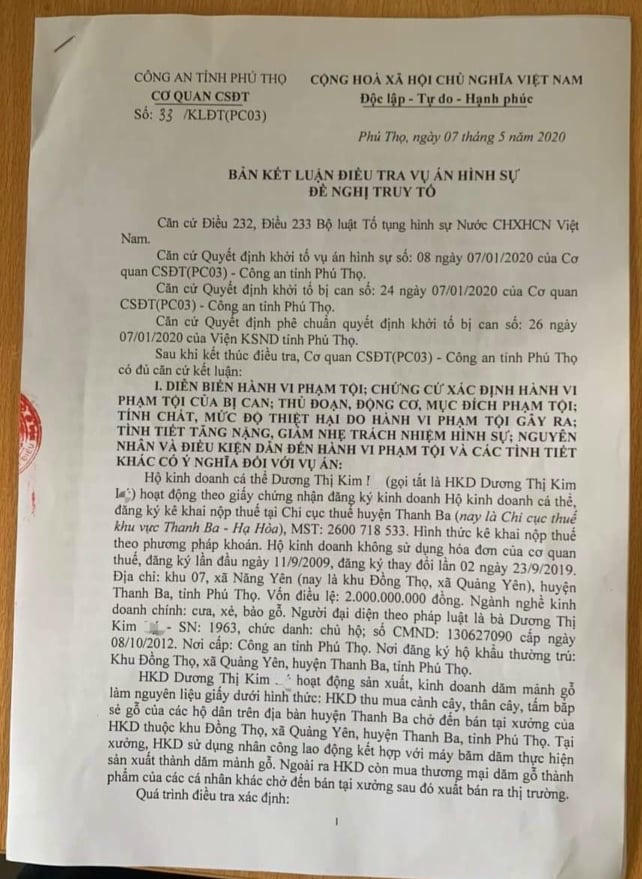 CÔNG AN TỈNH PHÚ THỌ
CƠ QUAN CSĐT
Số: 33 /KLĐT(PC03)
CỘNG HOÀ XÃ HỘI CHỦ NGHĨA VIỆT NAM
Độc lập - Tự do - Hạnh phúc
Phú Thọ, ngày 07 tháng 5 năm 2020
BẢN KẾT LUẬN ĐIỀU TRA VỤ ÁN HÌNH SỰ
ĐỀ NGHỊ TRUY TỐ
Căn cứ Điều 232, Điều 233 Bộ luật Tố tụng hình sự Nước CHXHCN Việt
Nam.
Căn cứ Quyết định khởi tố vụ án hình sự số: 08 ngày 07/01/2020 của Cơ
quan CSĐT(PC03) - Công an tỉnh Phú Thọ.
Căn cứ Quyết định khởi tố bị can số: 24 ngày 07/01/2020 của Cơ quan
CSĐT(PC03) - Công an tỉnh Phú Thọ.
Căn cứ Quyết định phê chuẩn quyết định khởi tố bị can số: 26 ngày
07/01/2020 của Viện KSND tỉnh Phú Thọ.
Sau khi kết thúc điều tra, Cơ quan CSĐT(PC03) - Công an tỉnh Phú Thọ
có đủ căn cứ kết luận:
I. DIỄN BIẾN HÀNH VI PHẠM TỘI; CHỨNG CỨ XÁC ĐỊNH HÀNH VI
PHẠM TỘI CỦA BỊ CAN; THỦ ĐOẠN, ĐỘNG CƠ, MỤC ĐÍCH PHẠM TỘI;
TÍNH CHẤT, MỨC ĐỘ THIỆT HẠI DO HÀNH VI PHẠM TỘI GÂY RA;
TÌNH TIẾT TĂNG NẶNG, GIẢM NHẸ TRÁCH NHIỆM HÌNH SỰ; NGUYÊN
NHÂN VÀ ĐIỀU KIỆN DẪN ĐẾN HÀNH VI PHẠM TỘI VÀ CÁC TÌNH TIẾT
KHÁC CÓ Ý NGHĨA ĐỐI VỚI VỤ ÁN:
Hộ kinh doanh cá thể Dương Thị Kim (gọi tắt là HKD Dương Thị Kim
) hoạt động theo giấy chứng nhận đăng ký kinh doanh Hộ kinh doanh cá thể,
đăng ký kê khai nộp thuế tại Chi cục thuế huyện Thanh Ba (nay là Chi cục thuế
khu vực Thanh Ba - Hạ Hòa), MST: 2600 718 533. Hình thức kê khai nộp thuế
theo phương pháp khoán. Hộ kinh doanh không sử dụng hóa đơn của cơ quan
thuế, đăng ký lần đầu ngày 11/9/2009, đăng ký thay đổi lần 02 ngày 23/9/2019.
Địa chỉ: khu 07, xã Năng Yên (nay là khu Đồng Thọ, xã Quảng Yên), huyện
Thanh Ba, tỉnh Phú Thọ. Vốn điều lệ: 2.000.000.000 đồng. Ngành nghề kinh
doanh chính: cưa, xẻ, bảo gỗ. Người đại diện theo pháp luật là bà Dương Thị
Kim - SN: 1963, chức danh: chủ hộ; số CMND: 130627090 cấp ngày
08/10/2012. Nơi cấp: Công an tỉnh Phú Thọ. Nơi đăng ký hộ khẩu thường trú:
Khu Đồng Thọ, xã Quảng Yên, huyện Thanh Ba, tỉnh Phú Thọ.
HKD Dương Thị Kim hoạt động sản xuất, kinh doanh dăm mảnh gỗ
làm nguyên liệu giấy dưới hình thức: HKD thu mua cành cây, thân cây, tấm bắp
sẻ gỗ của các hộ dân trên địa bàn huyện Thanh Ba chở đến bán tại xưởng của
HKD thuộc khu Đồng Thọ, xã Quảng Yên, huyện Thanh Ba, tỉnh Phú Thọ. Tại
xưởng, HKD sử dụng nhân công lao động kết hợp với máy băm dăm thực hiện
sản xuất thành dăm mảnh gỗ. Ngoài ra HKD còn mua thương mại dăm gỗ thành
phẩm của các cá nhân khác chở đến bán tại xưởng sau đó xuất bán ra thị trường.
Quá trình điều tra xác định:
1